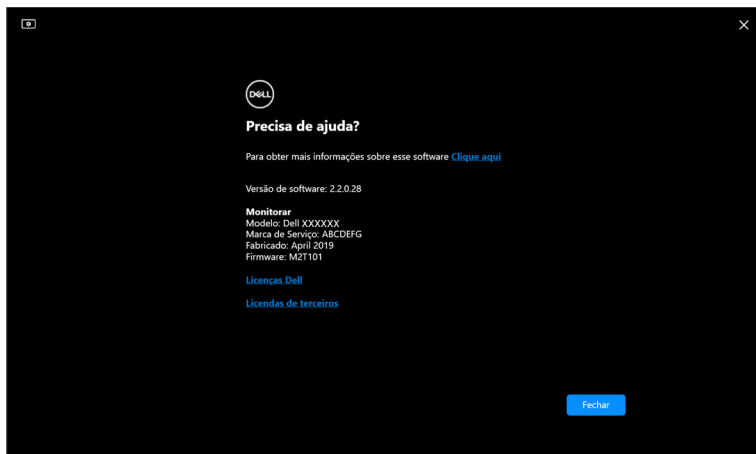 DELL
Precisa de ajuda?
Para obter mais informações sobre esse software Clique aqui
Versão de software: 2.2.0.28
Monitorar
Modelo: Dell XXXXXX
Marca de Serviço: ABCDEFG
Fabricado: April 2019
Firmware: M2T101
Licenças Dell
Licendas de terceiros
Fechar